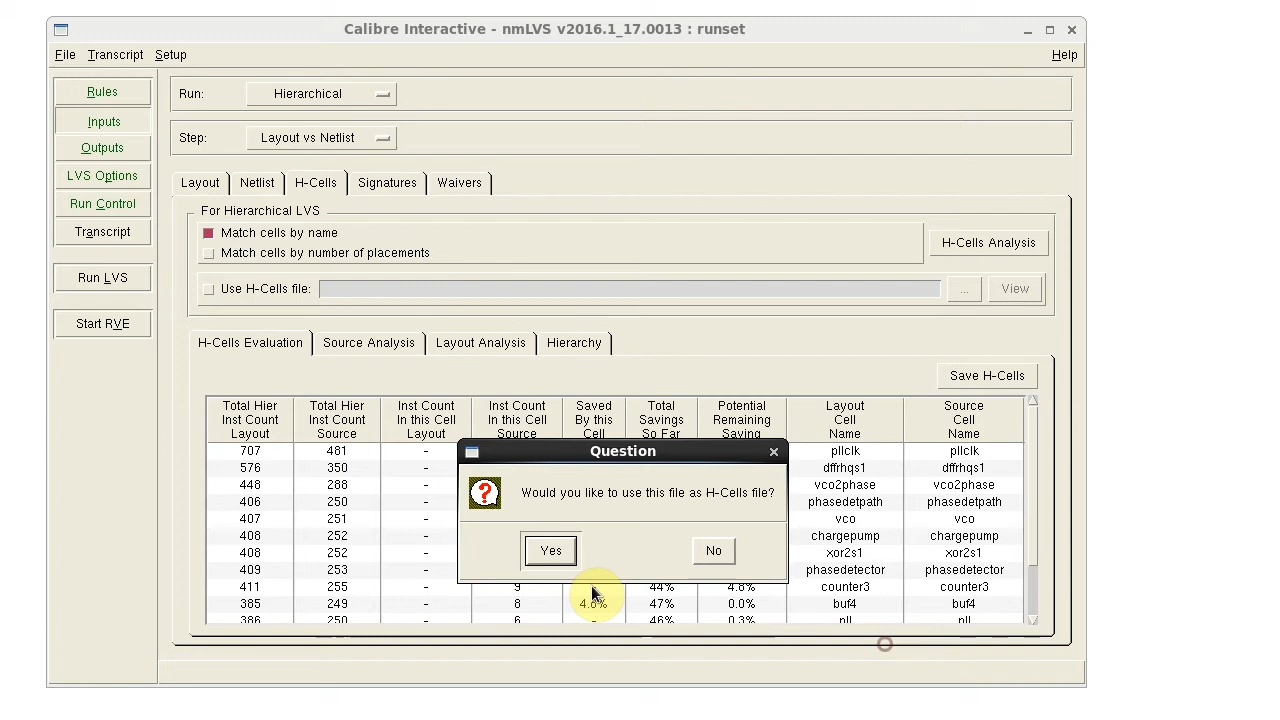 Calibre Interactive - nmLVS v2016.1_17.0013 : runset
File Transcript Setup Help
Rules
Inputs
Outputs
LVS Options
Run Control
Transcript
Run LVS
Start RVE
Run: Hierarchical
Step: Layout vs Netlist
Layout Netlist H-Cells Signatures Waivers
For Hierarchical LVS
Match cells by name
Match cells by number of placements
H-Cells Analysis
Use H-Cells file: ... View
H-Cells Evaluation Source Analysis Layout Analysis Hierarchy
Save H-Cells
Total Hier Total Hier Inst Count Inst Count Saved Total Potential Layout Source
Inst Count Inst Count In this Cell In this Cell By this Savings Remaining Cell Cell
Layout Source Layout Source Cell So Far Saving Name Name
707 481 - pllclk pllclk
576 350 - dffrhqs1 dffrhqs1
448 288 - vco2phase vco2phase
406 250 - phasedetpath phasedetpath
407 251 - vco vco
408 252 - chargepump chargepump
408 252 - xor2s1 xor2s1
409 253 - phasedetector phasedetector
411 255 - 9 44% 4.8% counter3 counter3
385 249 - 8 4.6% 47% 0.0% buf4 buf4
386 250 - 6 - 46% 0.3% pll pll
Question
Would you like to use this file as H-Cells file?
Yes No